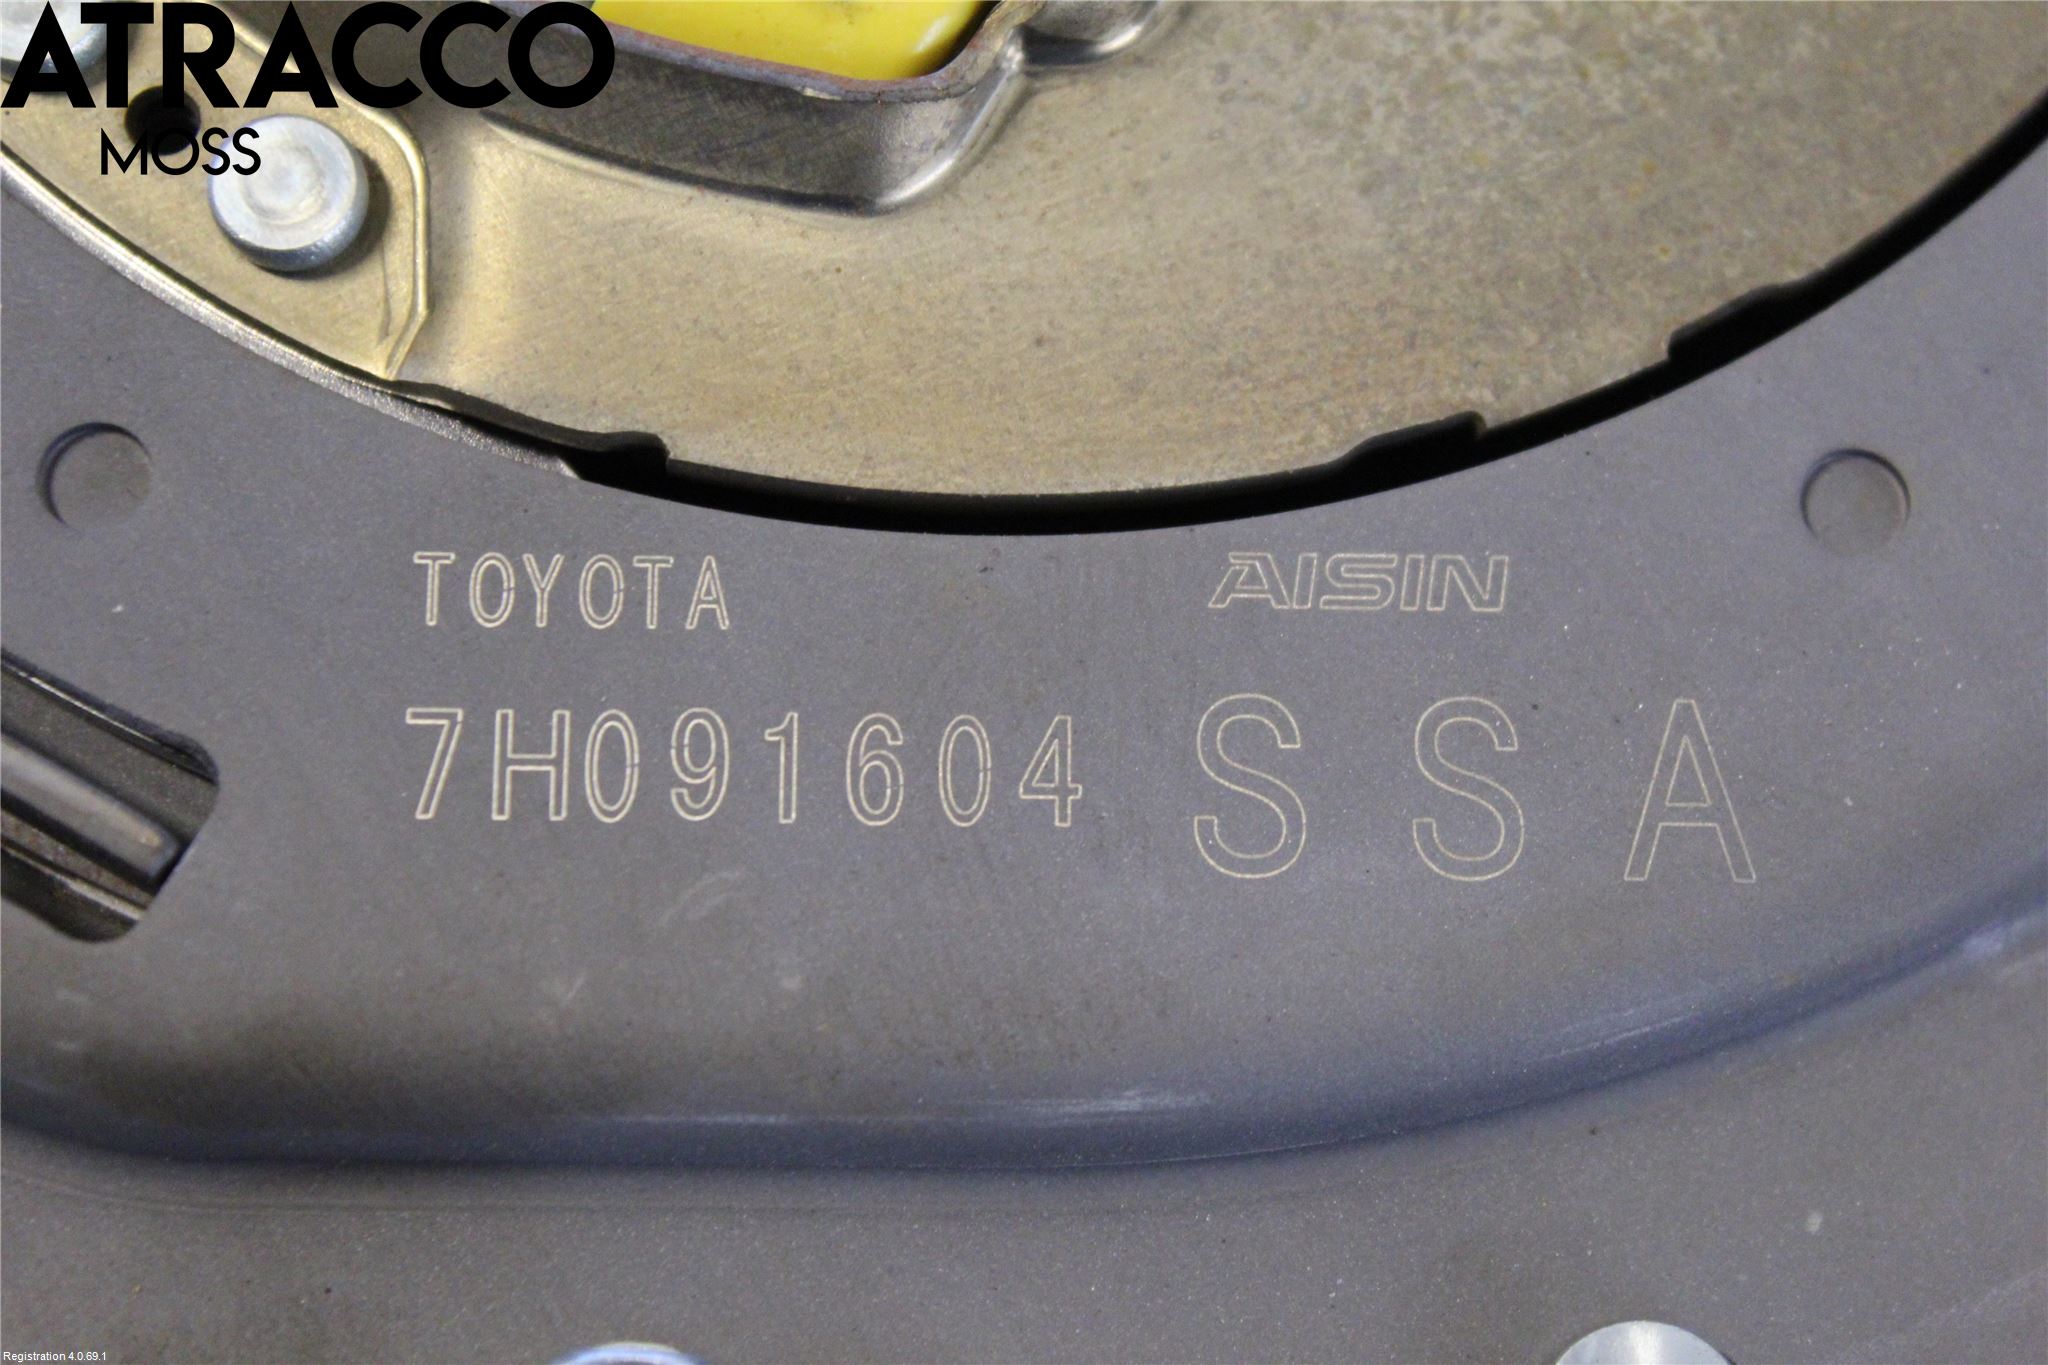 ATRACCO
MOSS
TOYOTA AISIN
7H091604 SSA
Registration 4.0.69.1